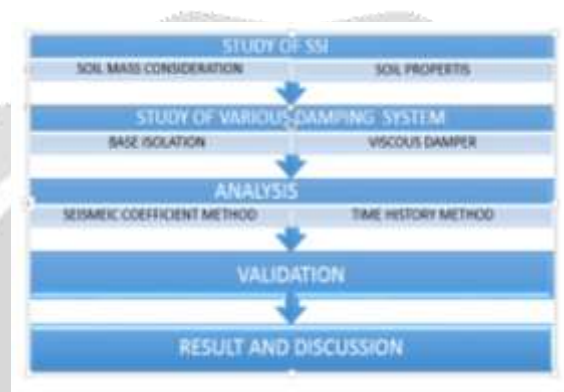 STUDY OF SSI
SOIL MASS CONSIDERATION SOIL PROPERTIS
STUDY OF VARIOUS DAMPING SYSTEM
BASE ISOLATION VISCOUS DAMPER
ANALYSIS
SEISMEIC COEFFICIENT METHOD TIME HISTORY METHOD
VALIDATION
RESULT AND DISCUSSION